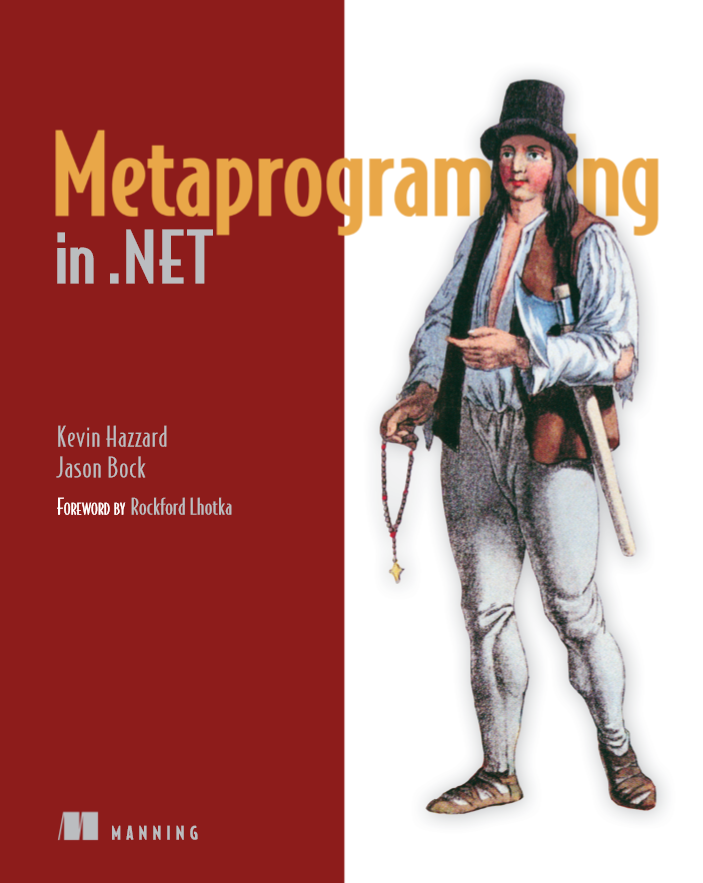 Metaprogramming
in .NET
Kevin Hazzard
Jason Bock
FOREWORD BY Rockford Lhotka
MANNING